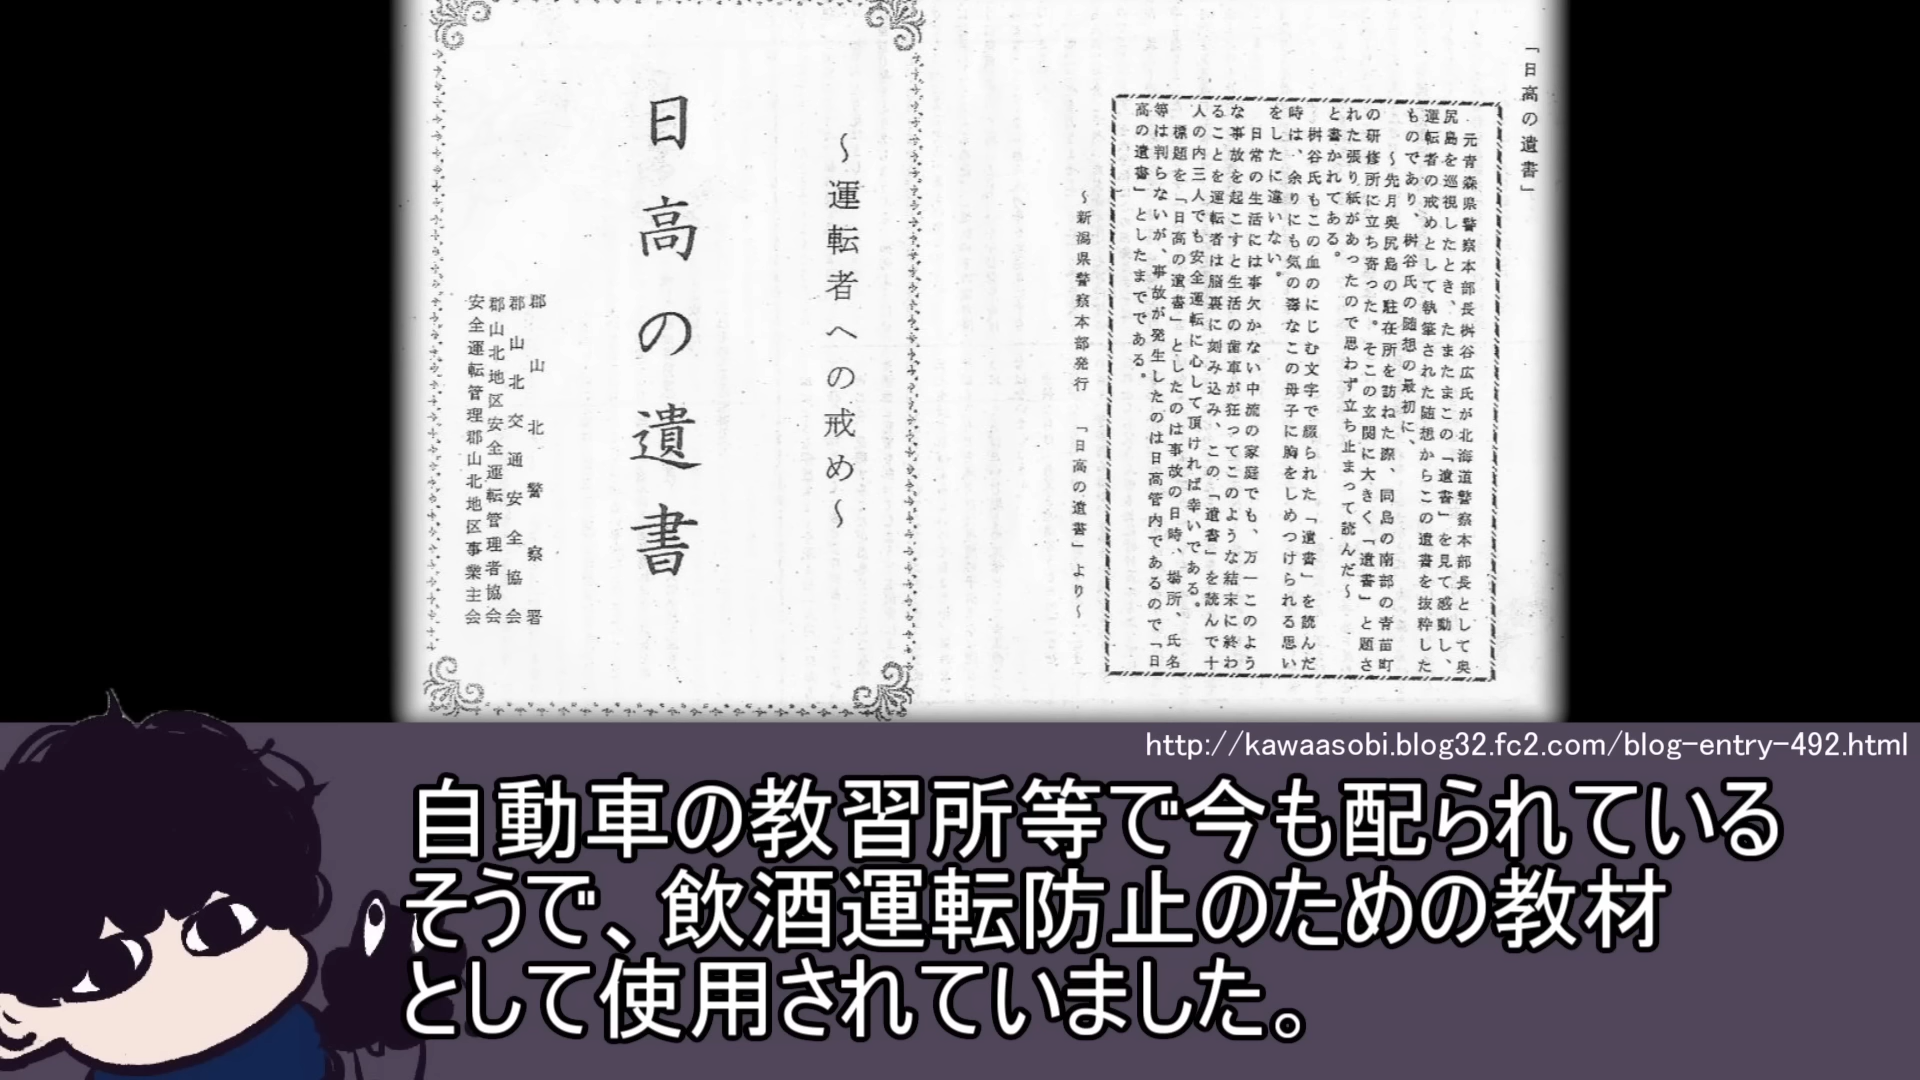 「日高の遺書」
元青森県警察本部長桝谷広氏が北海道警察本部長として奥
尻島を巡視したとき、たまたまこの「遺書」を見て感動し、
運転者の戒めとして執筆された随想からこの遺書を抜粋した
ものであり、桝谷氏の随想の最初に、
～先月奥尻島の駐在所を訪ねた際、同島の南部の青苗町
の研修所に立ち寄った。そこの玄関に大きく「遺書」と題さ
れた張り紙があったので思わず立ち止まって読んだ～
と書かれてある。
桝谷氏もこの血のにじむ文字で綴られた「遺書」を読んだ
時は、余りにも気の毒なこの母子に胸をしめつけられる思い
をしたに違いない。
日常の生活には事欠かない中流の家庭でも、万一このよう
な事故を起こすと生活の歯車が狂ってこのような結末に終わ
ることを運転者は脳裏に刻み込み、この「遺書」を読んで十
人の内三人でも安全運転に心して頂ければ幸いである。
標題を「日高の遺書」としたのは事故の日時、場所、氏名
等は判らないが、事故が発生したのは日高管内であるので「日
高の遺書」としたまでである。
～新潟県警察本部発行　「日高の遺書」より～
～運転者への戒め～
日高の遺書
郡山北警察署
郡山北交通安全協会
郡山北地区安全運転管理者協会
安全運転管理郡山北地区事業主会
http://kawaasobi.blog32.fc2.com/blog-entry-492.html
自動車の教習所等で今も配られている
そうで、飲酒運転防止のための教材
として使用されていました。